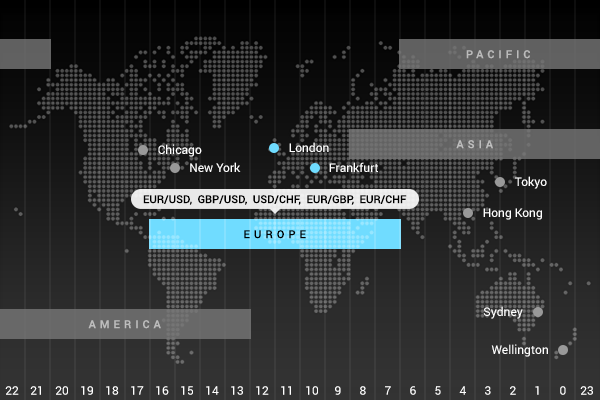 PACIFIC
ASIA
Chicago
London
New York
Frankfurt
Tokyo
EUR/USD, GBP/USD, USD/CHF, EUR/GBP, EUR/CHF
Hong Kong
EUROPE
Sydney
AMERICA
Wellington
22 21 20 19 18 17 16 15 14 13 12 11 10 9 8 7 6 5 4 3 2 1 0 23